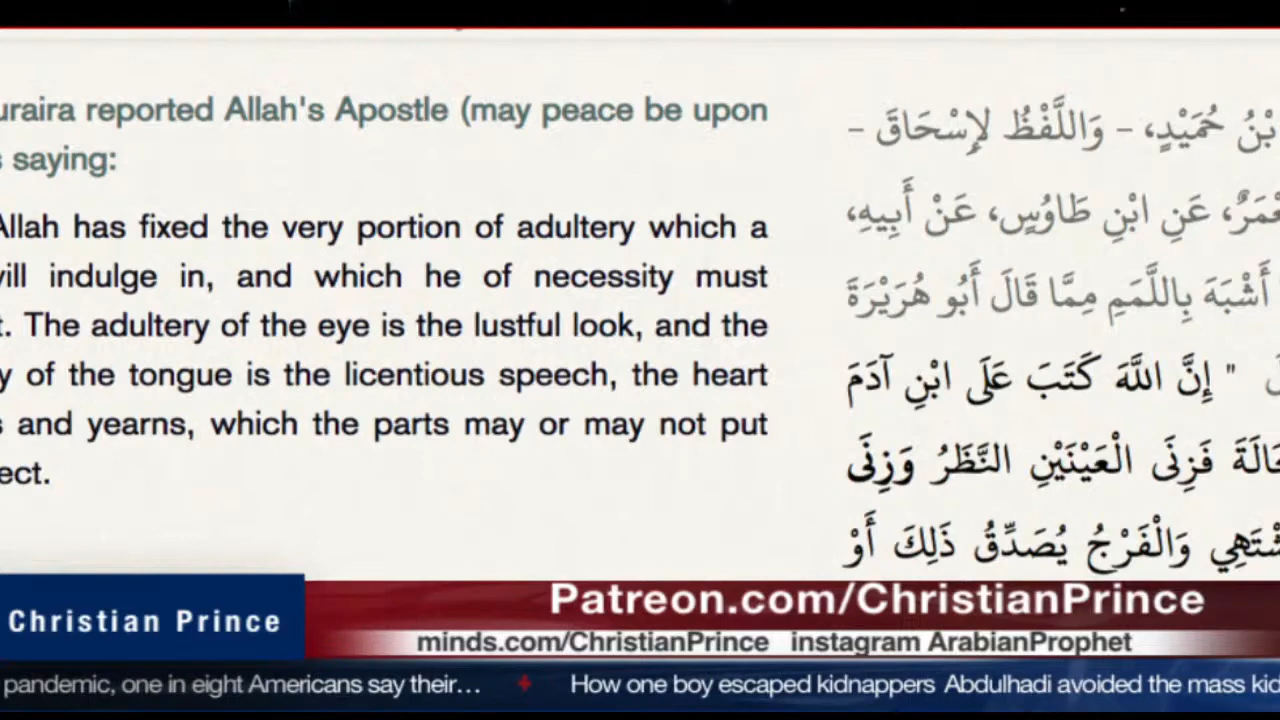 uraira reported Allah's Apostle (may peace be upon
s saying:
Allah has fixed the very portion of adultery which a
vill indulge in, and which he of necessity must
t. The adultery of the eye is the lustful look, and the
y of the tongue is the licentious speech, the heart
s and yearns, which the parts may or may not put
ect.
بْنُ حُمَيْدٍ، - وَاللَّفْظُ لإِسْحَاقَ -
عْمَرٌ، عَنِ ابْنِ طَاوُسٍ، عَنْ أَبِيهِ،
أَشْبَهَ بِاللَّمَمِ مِمَّا قَالَ أَبُو هُرَيْرَةَ
لَ " إِنَّ اللَّهَ كَتَبَ عَلَى ابْنِ آدَمَ
حَالَةَ فَزِنَى الْعَيْنَيْنِ النَّظَرُ وَزِنَى
شْتَهِي وَالْفَرْجُ يُصَدِّقُ ذَلِكَ أَوْ
Christian Prince
Patreon.com/ChristianPrince
minds.com/ChristianPrince instagram ArabianProphet
pandemic, one in eight Americans say their... ♦ How one boy escaped kidnappers Abdulhadi avoided the mass kid